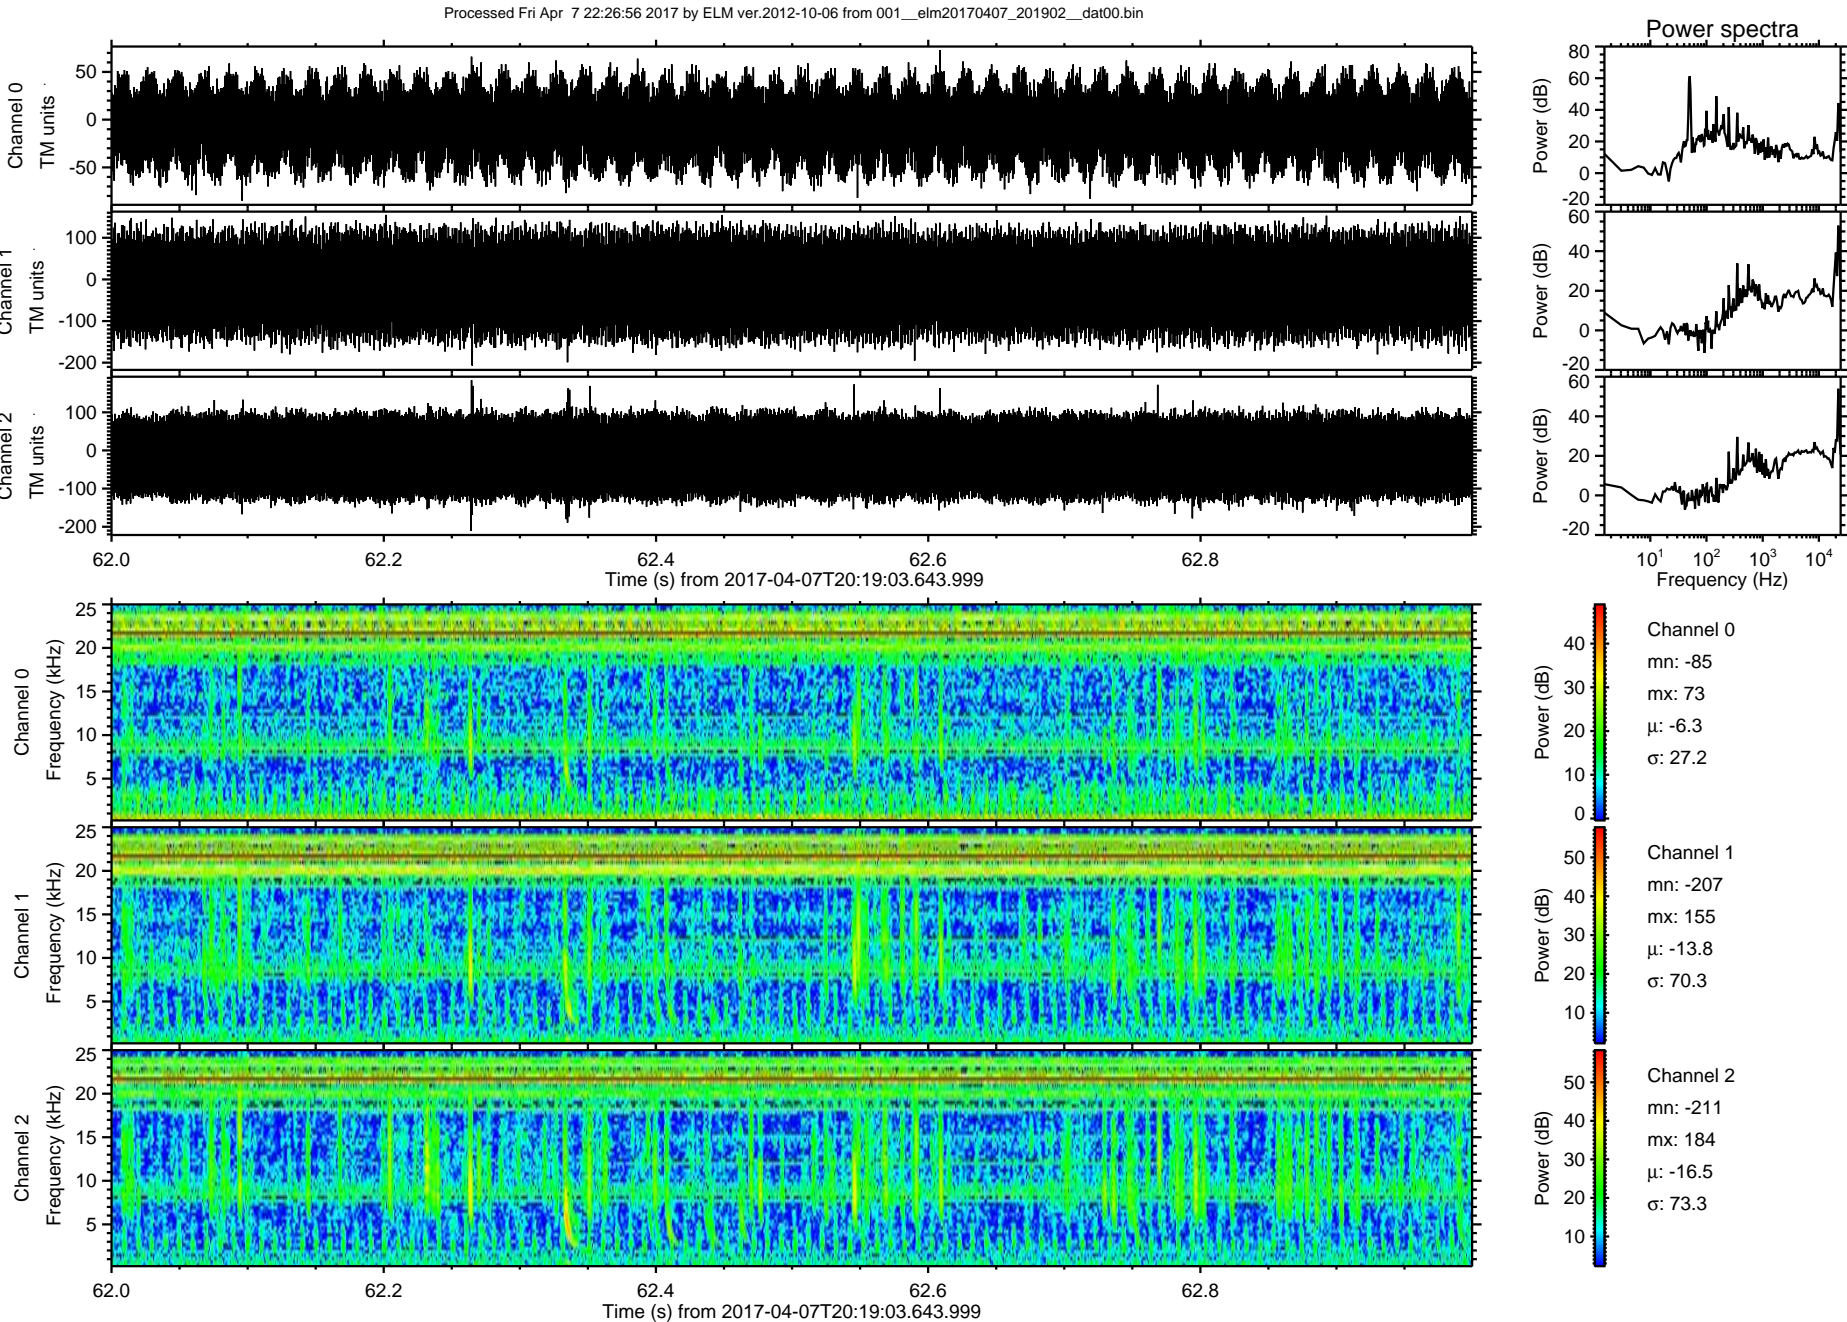 Processed Fri Apr 7 22:26:56 2017 by ELM ver.2012-10-06 from 001__elm20170407_201902__dat00.bin
Power spectra
Channel 0
TM units
50
0
-50
Power (dB)
80
60
40
20
0
-20
Channel 1
TM units
100
0
-100
-200
Power (dB)
60
40
20
0
-20
Channel 2
TM units
100
0
-100
-200
Power (dB)
60
40
20
0
-20
62.0 62.2 62.4 62.6 62.8
Time (s) from 2017-04-07T20:19:03.643.999
10^1 10^2 10^3 10^4
Frequency (Hz)
Channel 0
Frequency (kHz)
25
20
15
10
5
Power (dB)
40
30
20
10
0
Channel 0
mn: -85
mx: 73
μ: -6.3
σ: 27.2
Channel 1
Frequency (kHz)
25
20
15
10
5
Power (dB)
50
40
30
20
10
Channel 1
mn: -207
mx: 155
μ: -13.8
σ: 70.3
Channel 2
Frequency (kHz)
25
20
15
10
5
Power (dB)
50
40
30
20
10
Channel 2
mn: -211
mx: 184
μ: -16.5
σ: 73.3
62.0 62.2 62.4 62.6 62.8
Time (s) from 2017-04-07T20:19:03.643.999